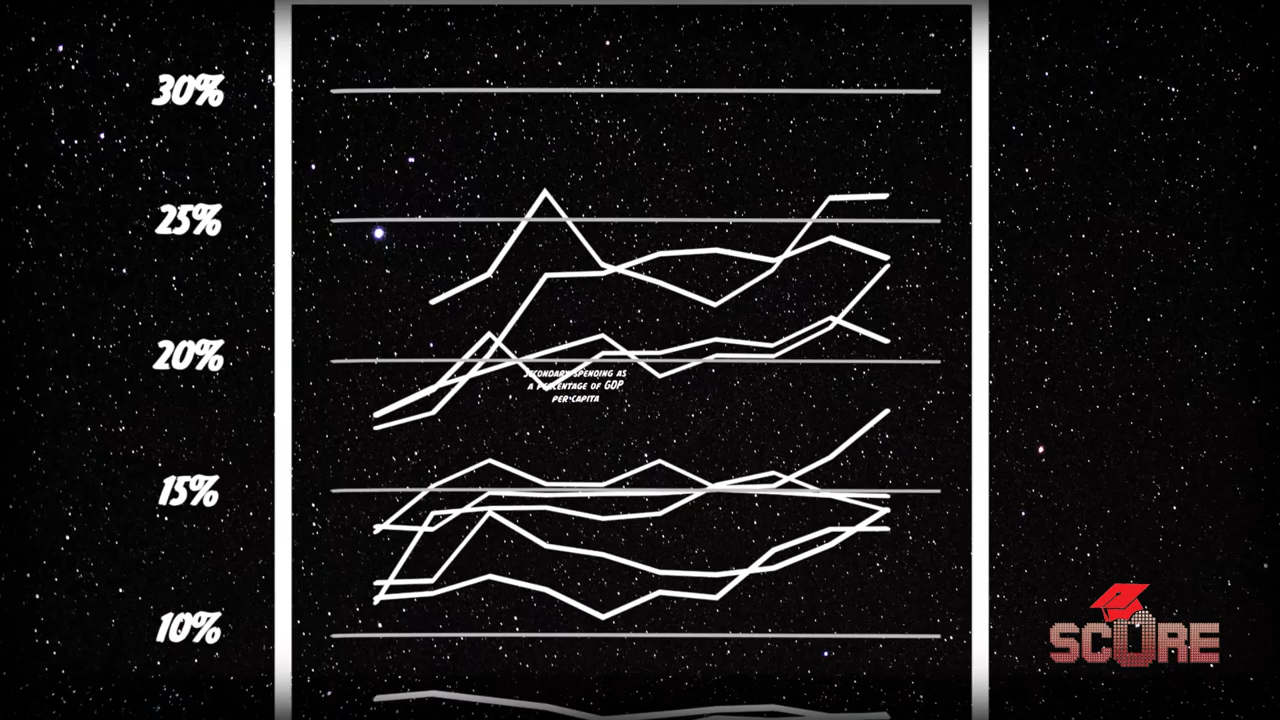 30%
25%
20%
SECONDARY SPENDING AS
A PERCENTAGE OF GDP
PER CAPITA
15%
10%
SCORE